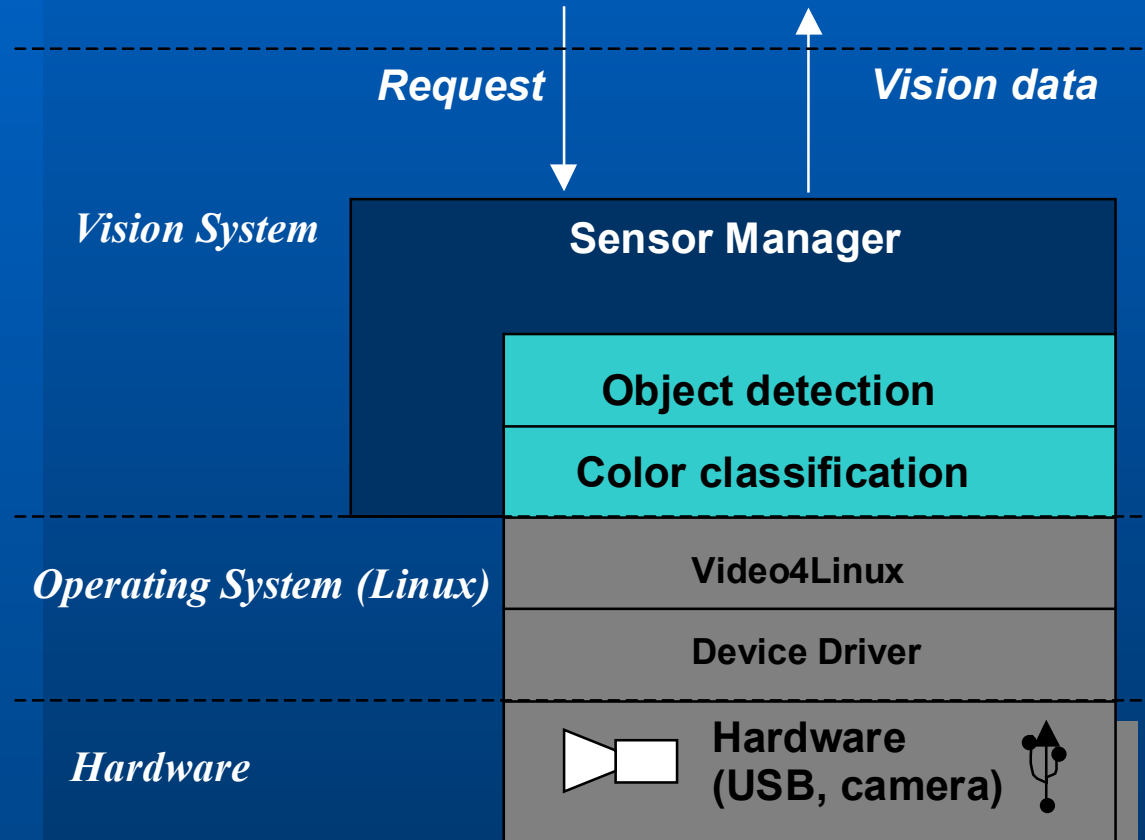 Request
Vision data
Vision System
Sensor Manager
Object detection
Color classification
Operating System (Linux)
Video4Linux
Device Driver
Hardware
Hardware
(USB, camera)